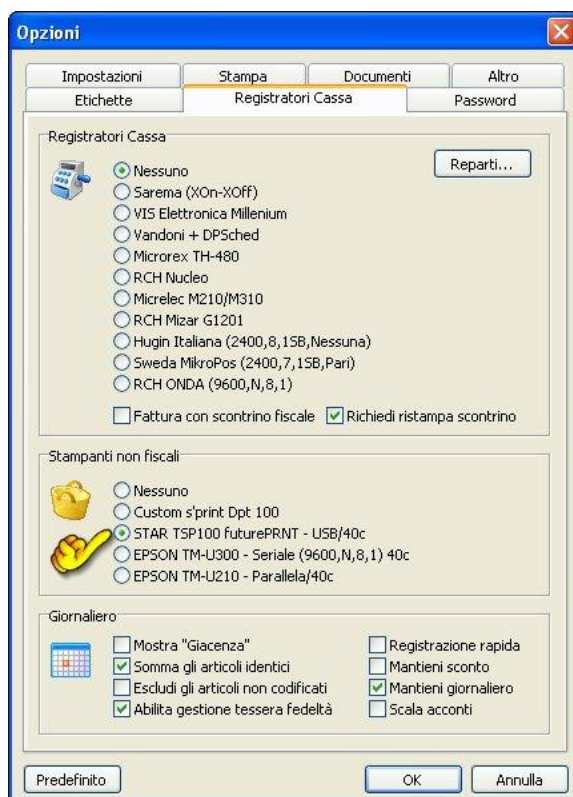 Opzioni
Impostazioni Stampa Documenti Altro
Etichette Registratori Cassa Password
Registratori Cassa
Reparti...
Nessuno
Sarema (XOn-XOff)
VIS Elettronica Millenium
Vandoni + DPSched
Microrex TH-480
RCH Nucleo
Micrelec M210/M310
RCH Mizar G1201
Hugin Italiana (2400,8,1SB,Nessuna)
Sweda MikroPos (2400,7,1SB,Pari)
RCH ONDA (9600,N,8,1)
Fattura con scontrino fiscale Richiedi ristampa scontrino
Stampanti non fiscali
Nessuno
Custom s'print Dpt 100
STAR TSP100 futurePRNT - USB/40c
EPSON TM-U300 - Seriale (9600,N,8,1) 40c
EPSON TM-U210 - Parallela/40c
Giornaliero
Mostra "Giacenza" Registrazione rapida
Somma gli articoli identici Mantieni sconto
Escludi gli articoli non codificati Mantieni giornaliero
Abilita gestione tessera fedeltà Scala acconti
Predefinito OK Annulla